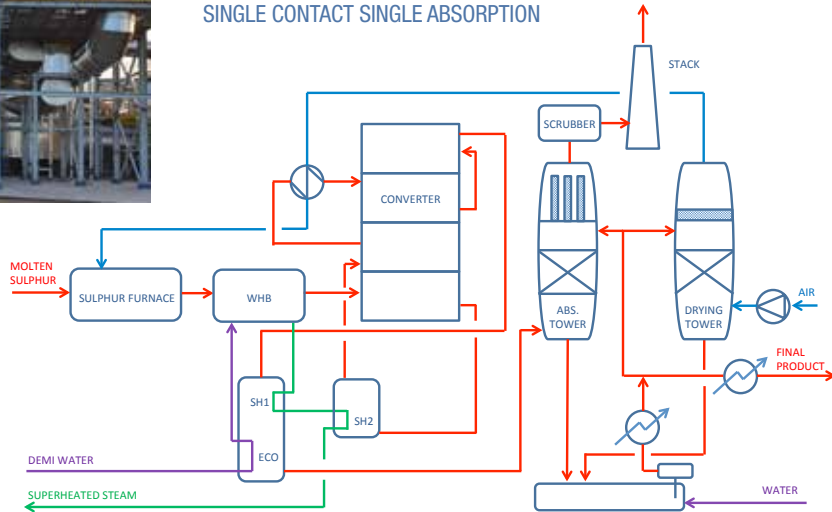 SINGLE CONTACT SINGLE ABSORPTION
STACK
SCRUBBER
CONVERTER
MOLTEN
SULPHUR
SULPHUR FURNACE
WHB
ABS.
TOWER
DRYING
TOWER
AIR
FINAL
PRODUCT
SH1
SH2
ECO
DEMI WATER
SUPERHEATED STEAM
WATER